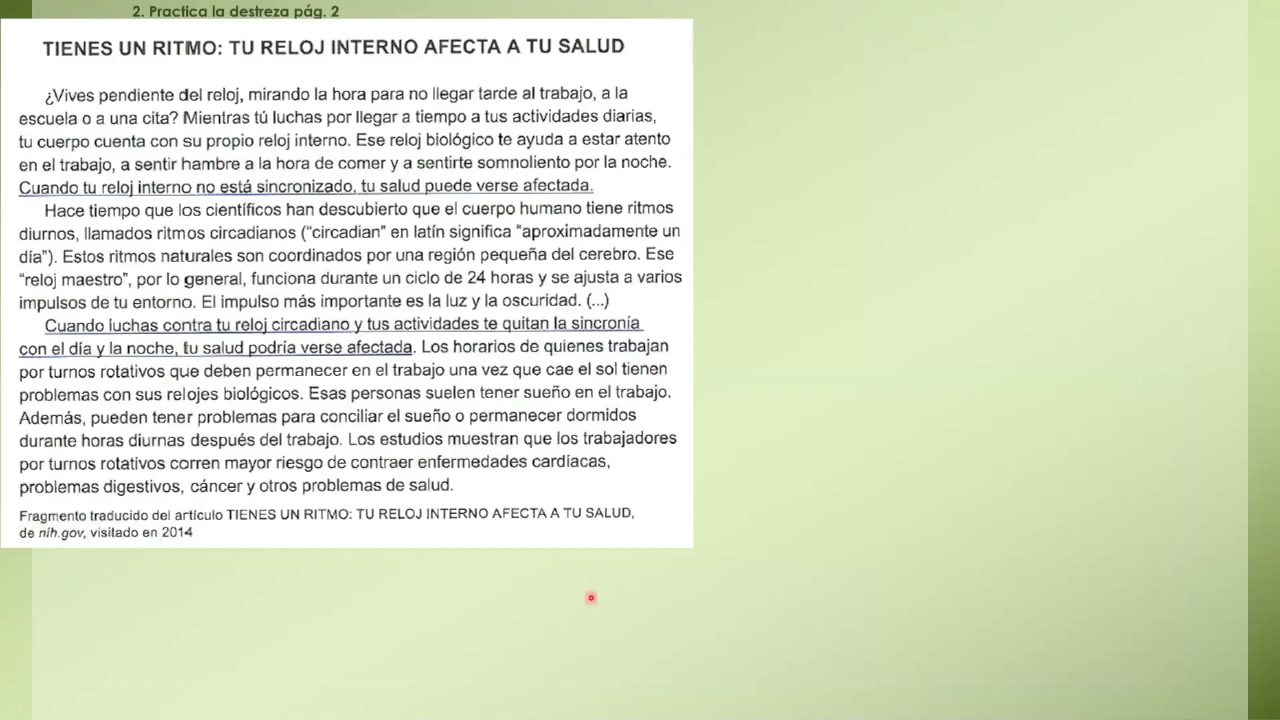 2. Practica la destreza pág. 2
TIENES UN RITMO: TU RELOJ INTERNO AFECTA A TU SALUD
¿Vives pendiente del reloj, mirando la hora para no llegar tarde al trabajo, a la
escuela o a una cita? Mientras tú luchas por llegar a tiempo a tus actividades diarias,
tu cuerpo cuenta con su propio reloj interno. Ese reloj biológico te ayuda a estar atento
en el trabajo, a sentir hambre a la hora de comer y a sentirte somnoliento por la noche.
Cuando tu reloj interno no está sincronizado, tu salud puede verse afectada.
Hace tiempo que los científicos han descubierto que el cuerpo humano tiene ritmos
diurnos, llamados ritmos circadianos (“circadian” en latín significa “aproximadamente un
día”). Estos ritmos naturales son coordinados por una región pequeña del cerebro. Ese
“reloj maestro”, por lo general, funciona durante un ciclo de 24 horas y se ajusta a varios
impulsos de tu entorno. El impulso más importante es la luz y la oscuridad. (...)
Cuando luchas contra tu reloj circadiano y tus actividades te quitan la sincronía
con el día y la noche, tu salud podría verse afectada. Los horarios de quienes trabajan
por turnos rotativos que deben permanecer en el trabajo una vez que cae el sol tienen
problemas con sus relojes biológicos. Esas personas suelen tener sueño en el trabajo.
Además, pueden tener problemas para conciliar el sueño o permanecer dormidos
durante horas diurnas después del trabajo. Los estudios muestran que los trabajadores
por turnos rotativos corren mayor riesgo de contraer enfermedades cardíacas,
problemas digestivos, cáncer y otros problemas de salud.
Fragmento traducido del artículo TIENES UN RITMO: TU RELOJ INTERNO AFECTA A TU SALUD,
de nih.gov, visitado en 2014